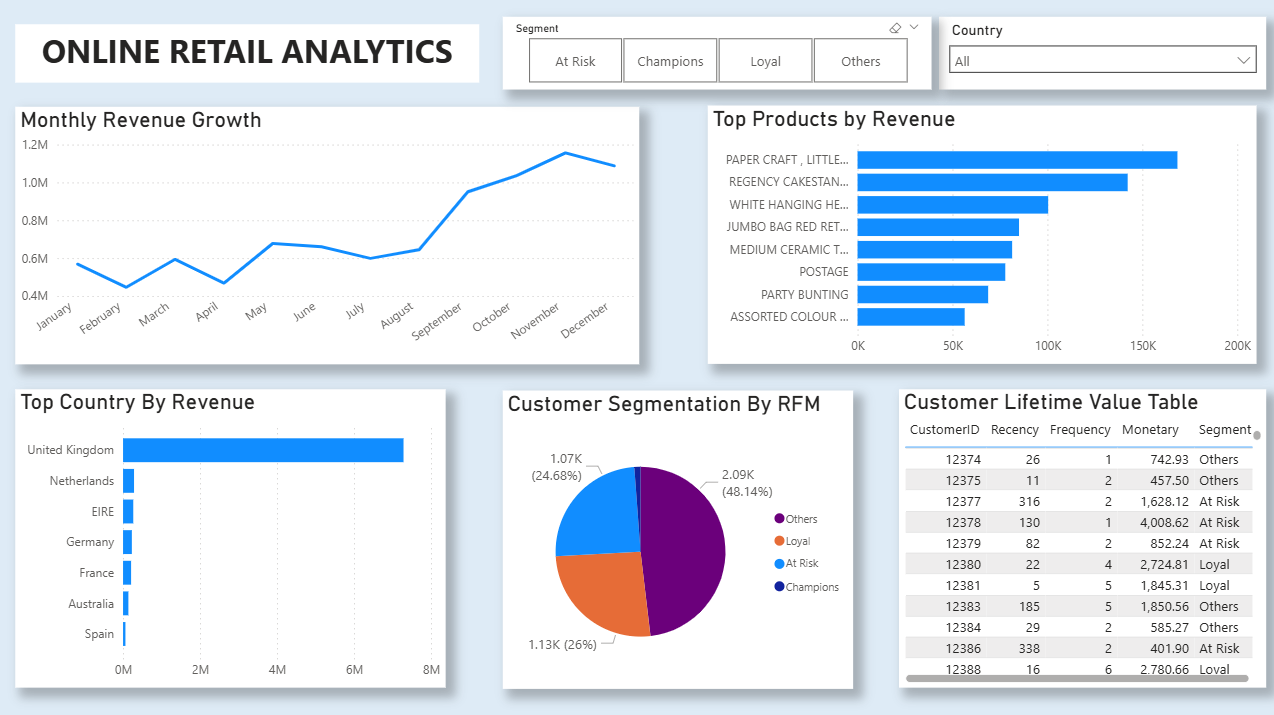 ONLINE RETAIL ANALYTICS
Segment
At Risk Champions Loyal Others
Country
All
Monthly Revenue Growth
1.2M
1.0M
0.8M
0.6M
0.4M
January February March April May June July August September October November December
Top Products by Revenue
PAPER CRAFT , LITTLE...
REGENCY CAKESTAN...
WHITE HANGING HE...
JUMBO BAG RED RET...
MEDIUM CERAMIC T...
POSTAGE
PARTY BUNTING
ASSORTED COLOUR ...
0K 50K 100K 150K 200K
Top Country By Revenue
United Kingdom
Netherlands
EIRE
Germany
France
Australia
Spain
0M 2M 4M 6M 8M
Customer Segmentation By RFM
1.07K
(24.68%)
2.09K
(48.14%)
1.13K (26%)
Others
Loyal
At Risk
Champions
Customer Lifetime Value Table
CustomerID Recency Frequency Monetary Segment
12374 26 1 742.93 Others
12375 11 2 457.50 Others
12377 316 2 1,628.12 At Risk
12378 130 1 4,008.62 At Risk
12379 82 2 852.24 At Risk
12380 22 4 2,724.81 Loyal
12381 5 5 1,845.31 Loyal
12383 185 5 1,850.56 Others
12384 29 2 585.27 Others
12386 338 2 401.90 At Risk
12388 16 6 2,780.66 Loyal